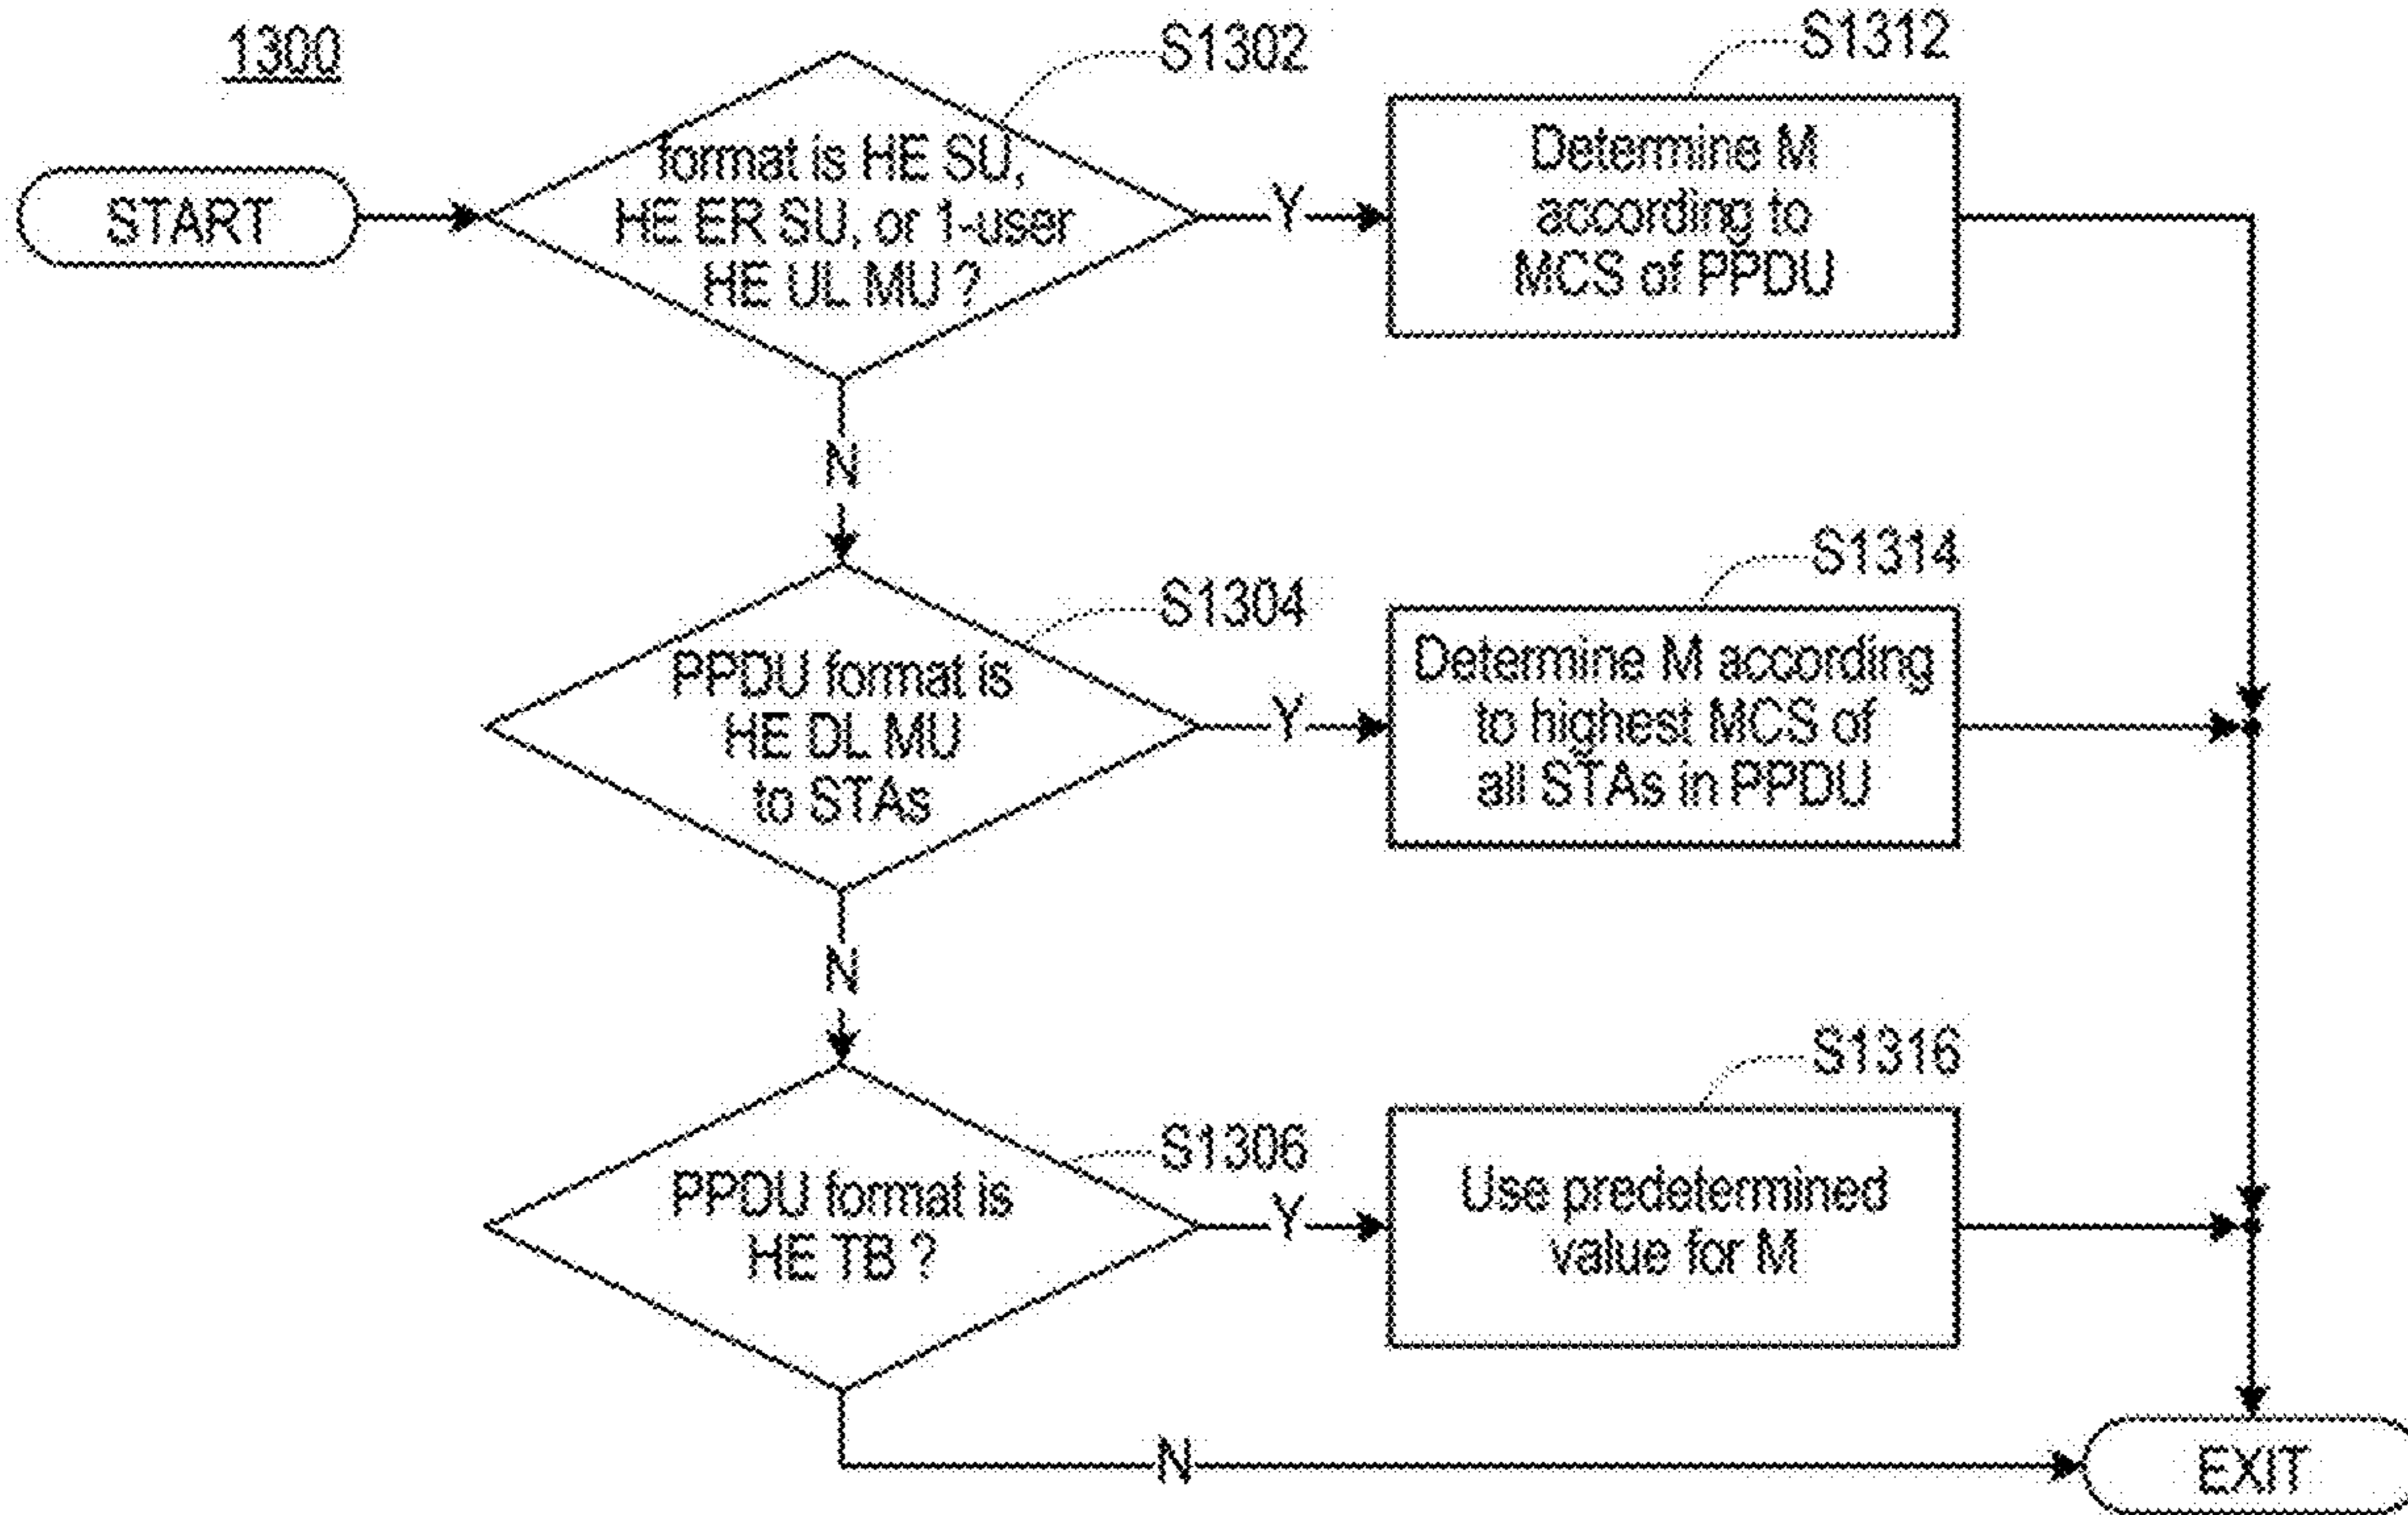 1300
START
format is HE SU,
HE ER SU, or 1-user
HE UL MU ?
S1302
Y
Determine M
according to
MCS of PPDU
S1312
N
PPDU format is
HE DL MU
to STAs
S1304
Y
Determine M according
to highest MCS of
all STAs in PPDU
S1314
N
PPDU format is
HE TB ?
S1306
Y
Use predetermined
value for M
S1316
N
EXIT